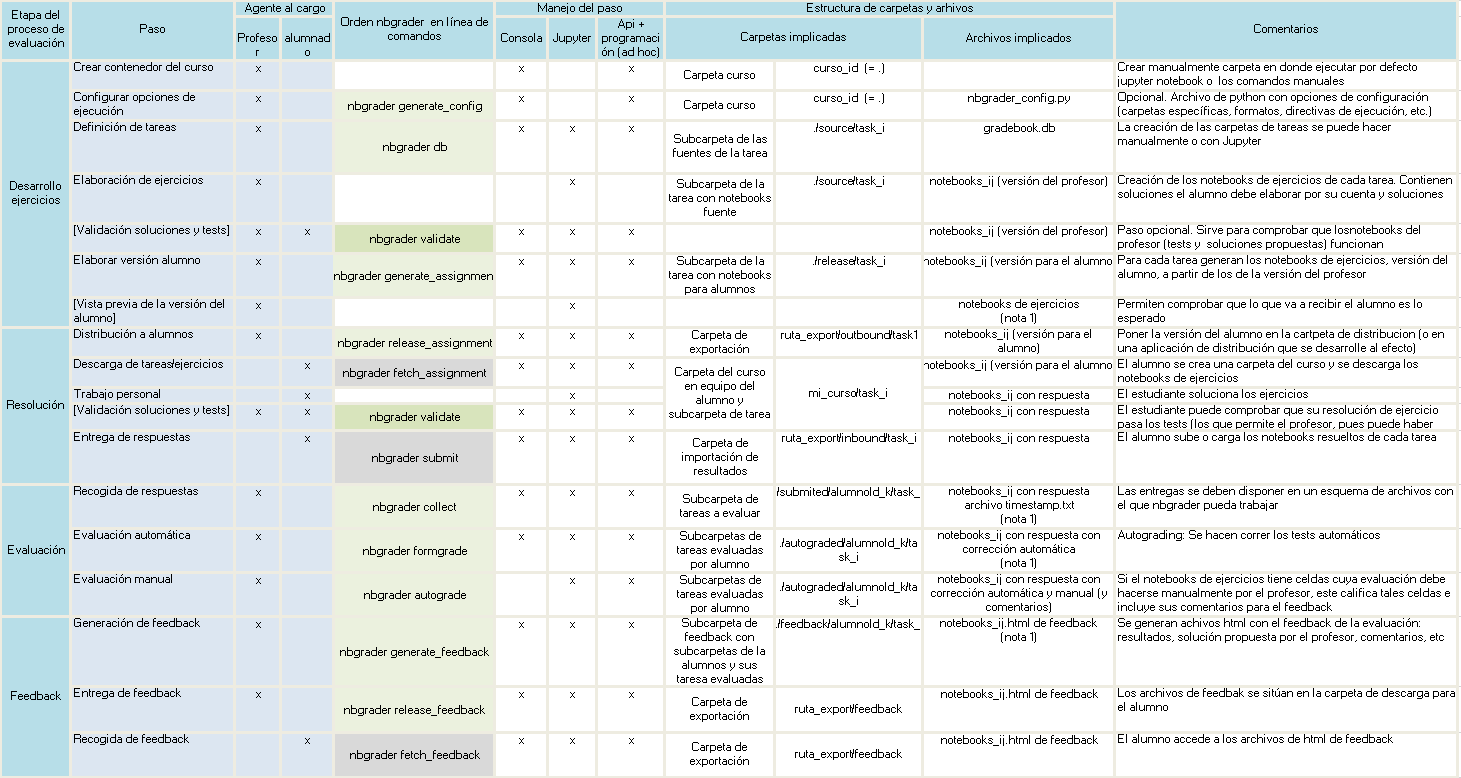 Etapa del
proceso de
evaluación
Paso
Agente al cargo
Profeso
r
alumnad
o
Orden nbgrader en línea de
comandos
Manejo del paso
Consola
Jupyter
Api +
programaci
ón (ad hoc)
Estructura de carpetas y arhivos
Carpetas implicadas
Archivos implicados
Comentarios
Desarrollo
ejercicios
Crear contenedor del curso
x
x
x
Carpeta curso
curso_id (= .)
Crear manualmente carpeta en donde ejecutar por defecto
jupyter notebook o los comandos manuales
Configurar opciones de
ejecución
x
nbgrader generate_config
x
x
Carpeta curso
curso_id (= .)
nbgrader_config.py
Opcional. Archivo de python con opciones de configuración
(carpetas específicas, formatos, directivas de ejecución, etc.)
Definición de tareas
x
nbgrader db
x
x
x
Subcarpeta de las
fuentes de la tarea
./source/task_i
gradebook.db
La creación de las carpetas de tareas se puede hacer
manualmente o con Jupyter
Elaboración de ejercicios
x
x
Subcarpeta de la
tarea con notebooks
fuente
./source/task_i
notebooks_ij (versión del profesor)
Creación de los notebooks de ejercicios de cada tarea. Contienen
soluciones el alumno debe elaborar por su cuenta y soluciones
[Validación soluciones y tests]
x
x
nbgrader validate
x
x
x
notebooks_ij (versión del profesor)
Paso opcional. Sirve para comprobar que losnotebooks del
profesor (tests y soluciones propuestas) funcionan
Elaborar versión alumno
x
nbgrader generate_assignmen
x
x
x
Subcarpeta de la
tarea con notebooks
para alumnos
./release/task_i
notebooks_ij (versión para el alumno
Para cada tarea generan los notebooks de ejercicios, versión del
alumno, a partir de los de la versión del profesor
[Vista previa de la versión del
alumno]
x
x
notebooks de ejercicios
(nota 1)
Permiten comprobar que lo que va a recibir el alumno es lo
esperado
Resolución
Distribución a alumnos
x
nbgrader release_assignment
x
x
x
Carpeta de
exportación
ruta_export/outbound/task1
notebooks_ij (versión para el
alumno)
Poner la versión del alumno en la cartpeta de distribucion (o en
una aplicación de distribución que se desarrolle al efecto)
Descarga de tareas/ejercicios
x
nbgrader fetch_assignment
x
x
x
Carpeta del curso
en equipo del
alumno y
subcarpeta de tarea
mi_curso/task_i
notebooks_ij (versión para el alumno
El alumno se crea una carpeta del curso y se descarga los
notebooks de ejercicios
Trabajo personal
x
x
notebooks_ij con respuesta
El estudiante soluciona los ejercicios
[Validación soluciones y tests]
x
x
nbgrader validate
x
x
x
notebooks_ij con respuesta
El estudiante puede comprobar que su resolución de ejercicio
pasa los tests (los que permite el profesor, pues puede haber
Entrega de respuestas
x
nbgrader submit
x
x
x
Carpeta de
importación de
resultados
ruta_export/inbound/task_i
notebooks_ij con respuesta
El alumno sube o carga los notebooks resueltos de cada tarea
Evaluación
Recogida de respuestas
x
nbgrader collect
x
x
x
Subcarpeta de
tareas a evaluar
/submited/alumnoId_k/task_
notebooks_ij con respuesta
archivo timestamp.txt
(nota 1)
Las entregas se deben disponer en un esquema de archivos con
el que nbgrader pueda trabajar
Evaluación automática
x
nbgrader formgrade
x
x
x
Subcarpetas de
tareas evaluadas
por alumno
./autograded/alumnoId_k/ta
sk_i
notebooks_ij con respuesta con
corrección automática
(nota 1)
Autograding: Se hacen correr los tests automáticos
Evaluación manual
x
nbgrader autograde
x
x
Subcarpetas de
tareas evaluadas
por alumno
./autograded/alumnoId_k/ta
sk_i
notebooks_ij con respuesta con
corrección automática y manual (y
comentarios)
Si el notebooks de ejercicios tiene celdas cuya evaluación debe
hacerse manualmente por el profesor, este califica tales celdas e
incluye sus comentarios para el feedback
Feedback
Generación de feedback
x
nbgrader generate_feedback
x
x
x
Subcarpeta de
feedback con
subcarpetas de la
alumnos y sus
taresa evaluadas
./feedback/alumnoId_k/task_
notebooks_ij.html de feedback
(nota 1)
Se generan achivos html con el feedback de la evaluación:
resultados, solución propuesta por el profesor, comentarios, etc
Entrega de feedback
x
nbgrader release_feedback
x
x
x
Carpeta de
exportación
ruta_export/feedback
notebooks_ij.html de feedback
Los archivos de feedbak se sitúan en la carpeta de descarga para
el alumno
Recogida de feedback
x
nbgrader fetch_feedback
x
x
x
Carpeta de
exportación
ruta_export/feedback
notebooks_ij.html de feedback
El alumno accede a los archivos de html de feedback